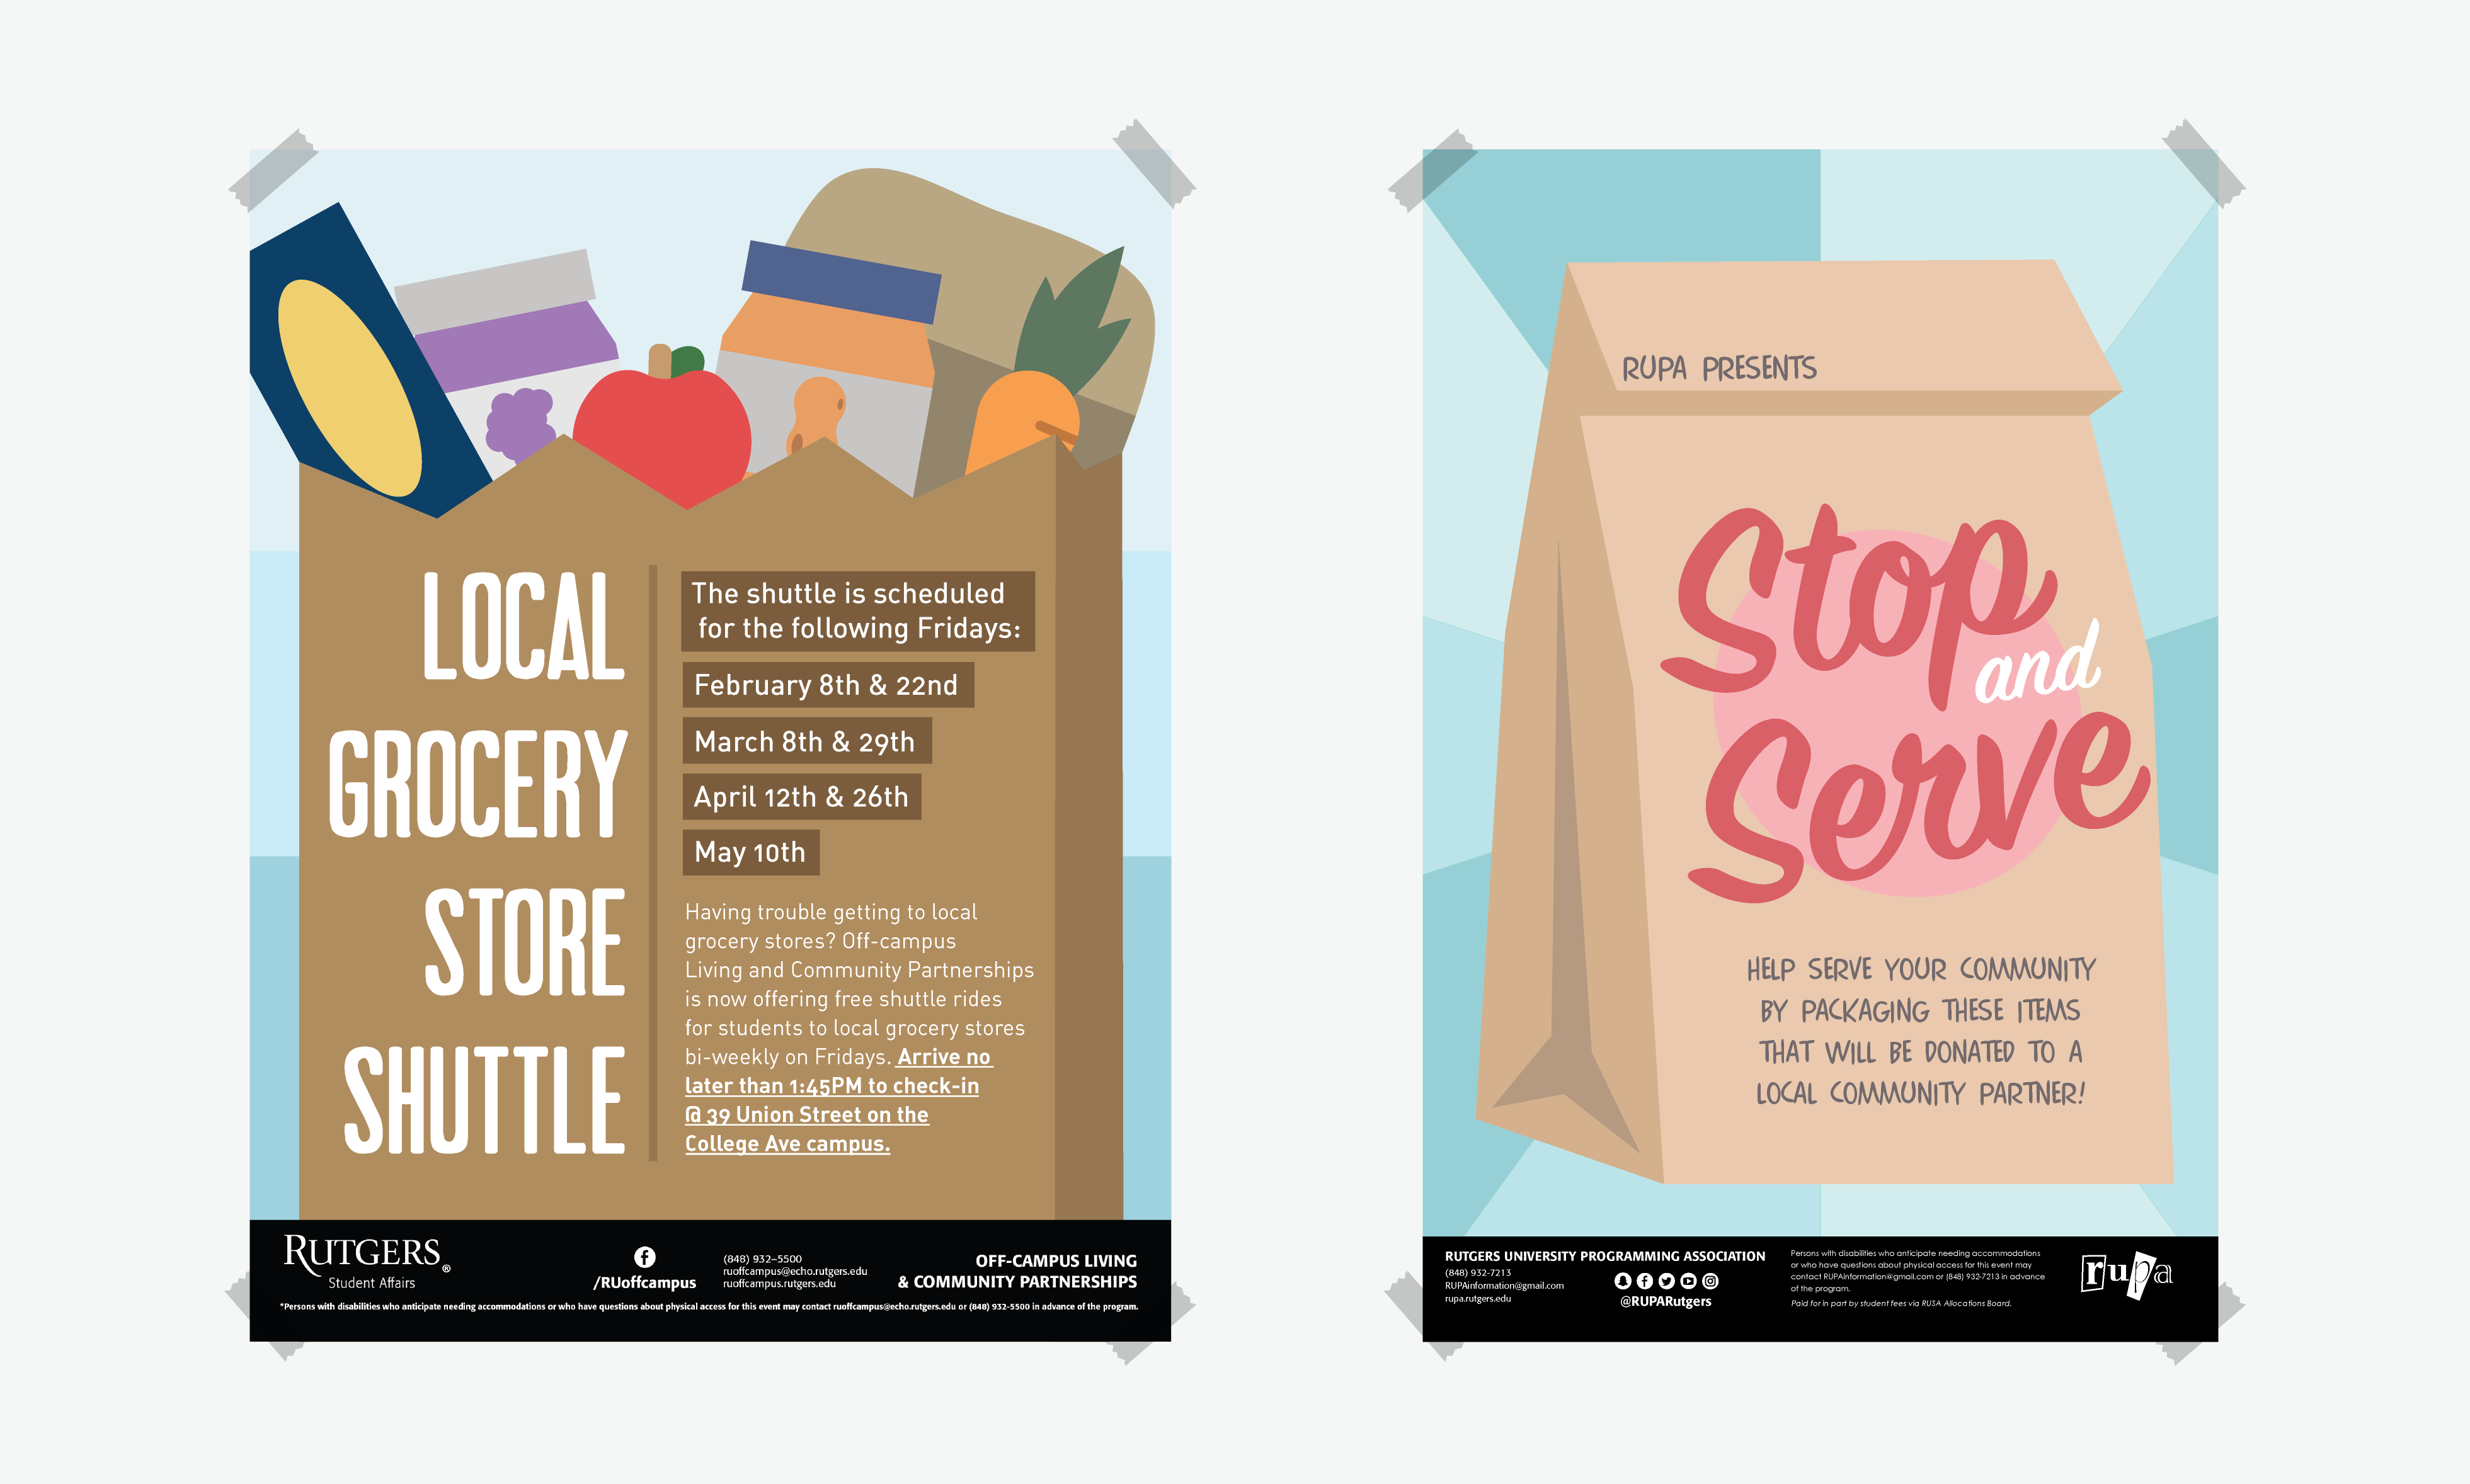 LOCAL
GROCERY
STORE
SHUTTLE
The shuttle is scheduled
for the following Fridays:
February 8th & 22nd
March 8th & 29th
April 12th & 26th
May 10th
Having trouble getting to local
grocery stores? Off-campus
Living and Community Partnerships
is now offering free shuttle rides
for students to local grocery stores
bi-weekly on Fridays. Arrive no
later than 1:45PM to check-in
@ 39 Union Street on the
College Ave campus.
RUTGERS®
Student Affairs
f
/RUoffcampus
(848) 932–5500
ruoffcampus@echo.rutgers.edu
ruoffcampus.rutgers.edu
OFF-CAMPUS LIVING
& COMMUNITY PARTNERSHIPS
*Persons with disabilities who anticipate needing accommodations or who have questions about physical access for this event may contact ruoffcampus@echo.rutgers.edu or (848) 932-5500 in advance of the program.
RUPA PRESENTS
Stop
and
Serve
HELP SERVE YOUR COMMUNITY
BY PACKAGING THESE ITEMS
THAT WILL BE DONATED TO A
LOCAL COMMUNITY PARTNER!
RUTGERS UNIVERSITY PROGRAMMING ASSOCIATION
(848) 932-7213
RUPAinformation@gmail.com
rupa.rutgers.edu
@RUPARutgers
Persons with disabilities who anticipate needing accommodations
or who have questions about physical access for this event may
contact RUPAinformation@gmail.com or (848) 932-7213 in advance
of the program.
Paid for in part by student fees via RUSA Allocations Board.
rupa